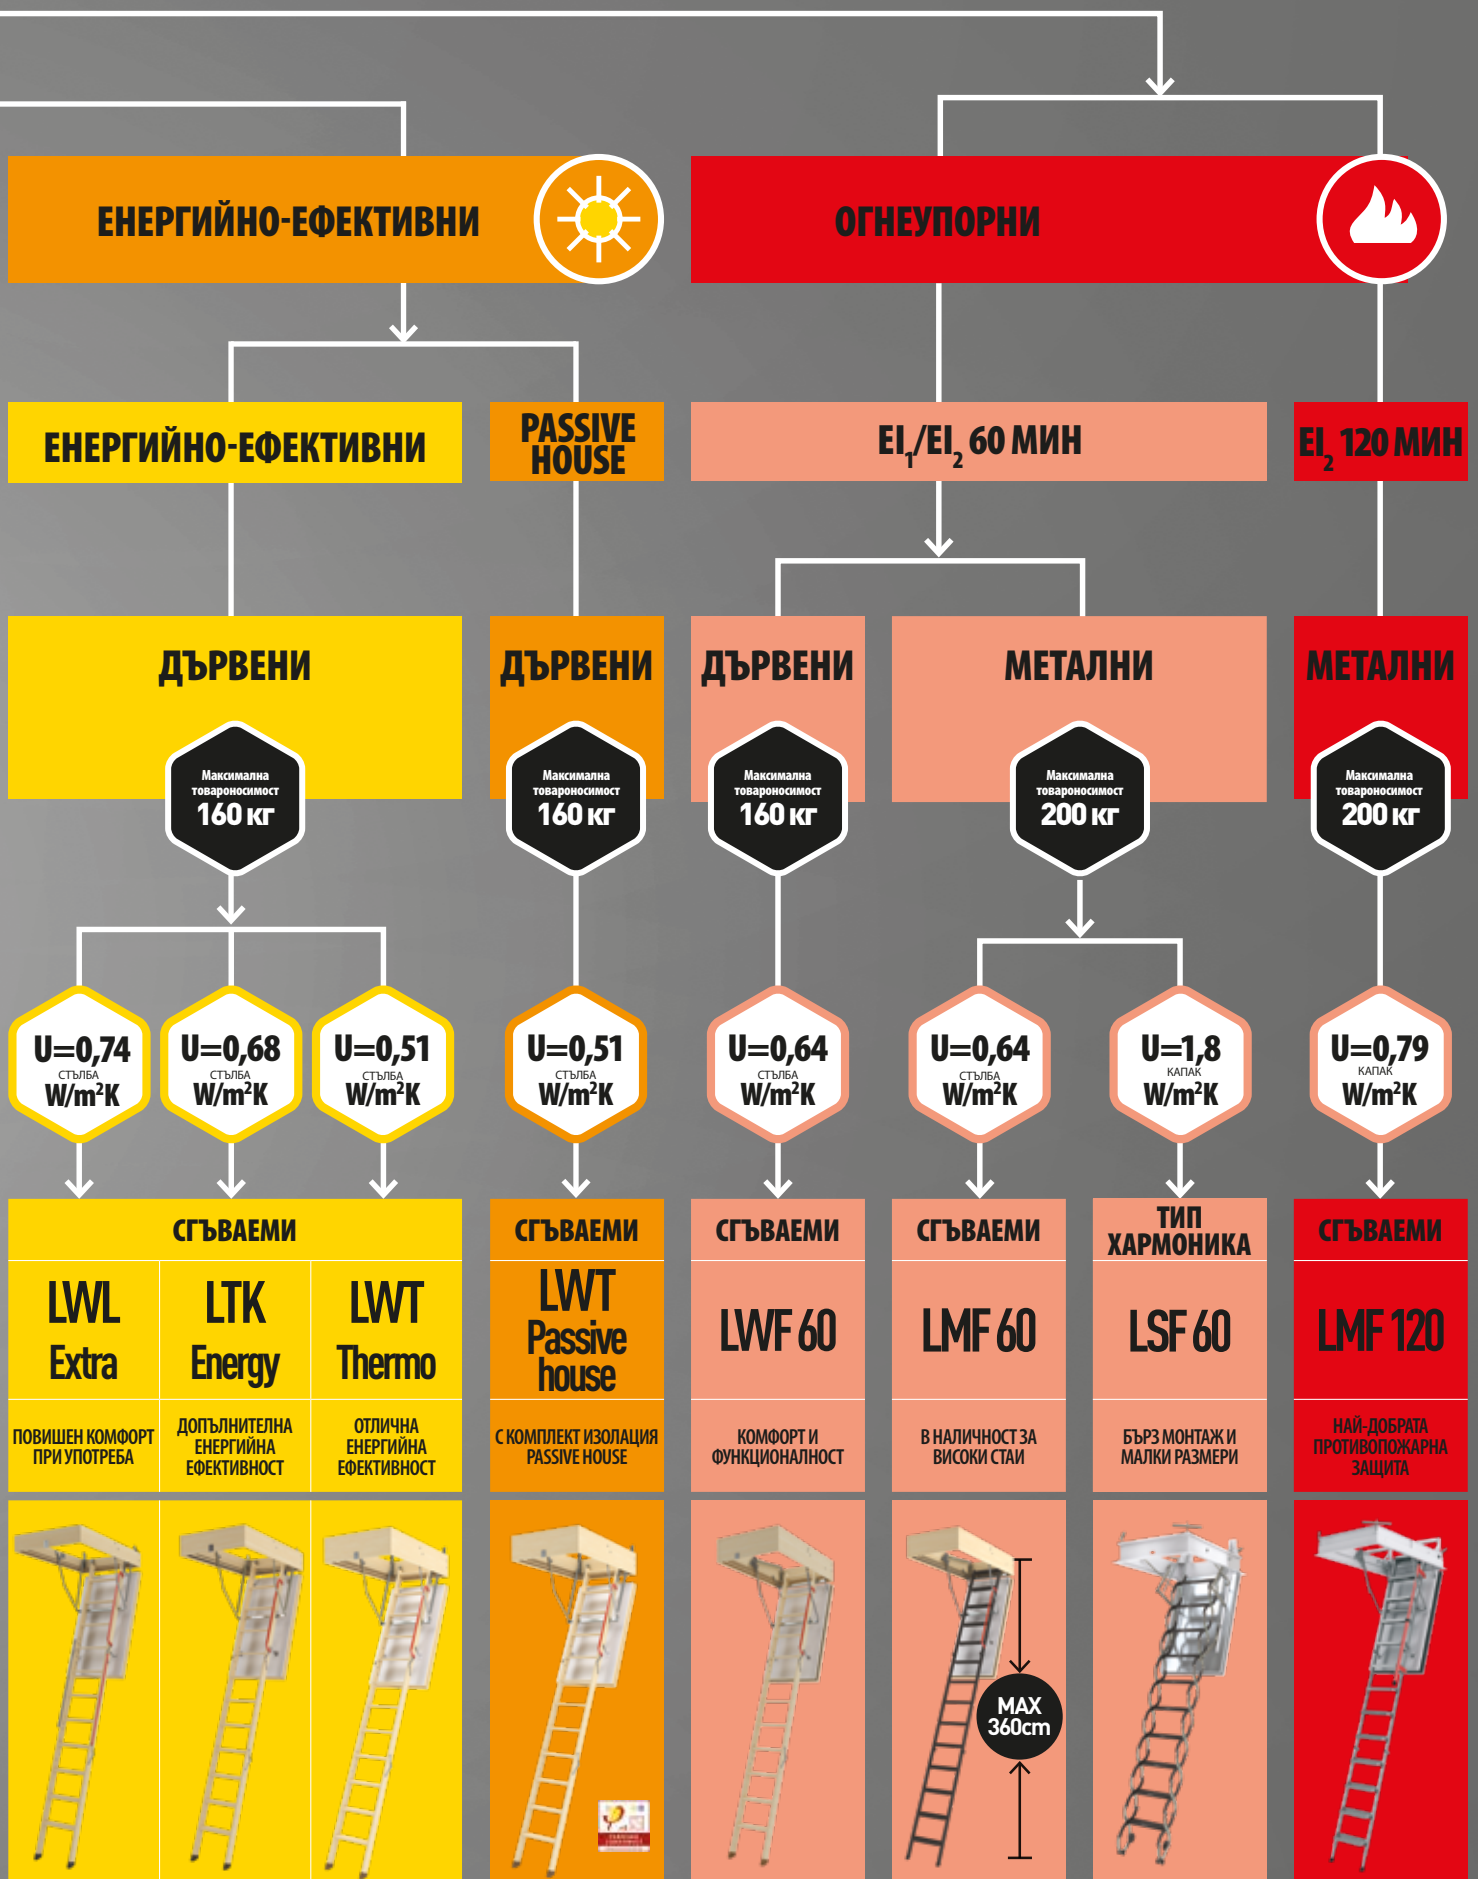 ЕНЕРГИЙНО-ЕФЕКТИВНИ
ОГНЕУПОРНИ
ЕНЕРГИЙНО-ЕФЕКТИВНИ
PASSIVE
HOUSE
EI₁/EI₂ 60 МИН
EI₂ 120 МИН
ДЪРВЕНИ
ДЪРВЕНИ
ДЪРВЕНИ
МЕТАЛНИ
МЕТАЛНИ
Максимална
товароносимост
160 кг
Максимална
товароносимост
160 кг
Максимална
товароносимост
160 кг
Максимална
товароносимост
200 кг
Максимална
товароносимост
200 кг
U=0,74
СТЪЛБА
W/m²K
U=0,68
СТЪЛБА
W/m²K
U=0,51
СТЪЛБА
W/m²K
U=0,51
СТЪЛБА
W/m²K
U=0,64
СТЪЛБА
W/m²K
U=0,64
СТЪЛБА
W/m²K
U=1,8
КАПАК
W/m²K
U=0,79
КАПАК
W/m²K
СГЪВАЕМИ
СГЪВАЕМИ
СГЪВАЕМИ
СГЪВАЕМИ
ТИП
ХАРМОНИКА
СГЪВАЕМИ
LWL
Extra
LTK
Energy
LWT
Thermo
LWT
Passive
house
LWF 60
LMF 60
LSF 60
LMF 120
ПОВИШЕН КОМФОРТ
ПРИ УПОТРЕБА
ДОПЪЛНИТЕЛНА
ЕНЕРГИЙНА
ЕФЕКТИВНОСТ
ОТЛИЧНА
ЕНЕРГИЙНА
ЕФЕКТИВНОСТ
С КОМПЛЕКТ ИЗОЛАЦИЯ
PASSIVE HOUSE
КОМФОРТ И
ФУНКЦИОНАЛНОСТ
В НАЛИЧНОСТ ЗА
ВИСОКИ СТАИ
БЪРЗ МОНТАЖ И
МАЛКИ РАЗМЕРИ
НАЙ-ДОБРАТА
ПРОТИВОПОЖАРНА
ЗАЩИТА
MAX
360cm